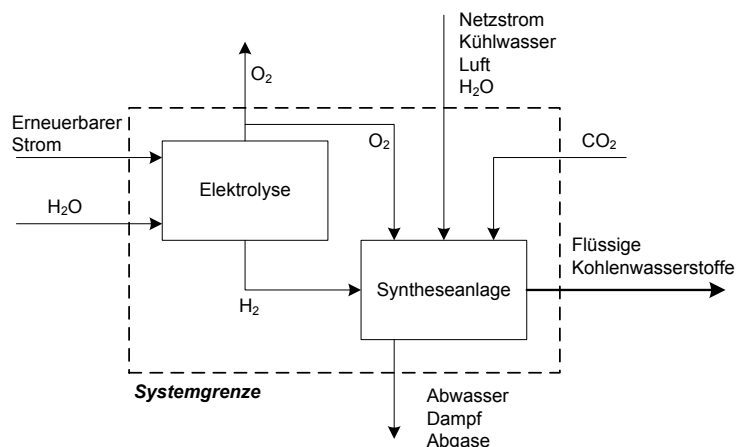 Netzstrom
Kühlwasser
Luft
H₂O
O₂
Erneuerbarer
Strom
O₂
CO₂
Elektrolyse
H₂O
Flüssige
Kohlenwasserstoffe
Syntheseanlage
H₂
Systemgrenze
Abwasser
Dampf
Abgase